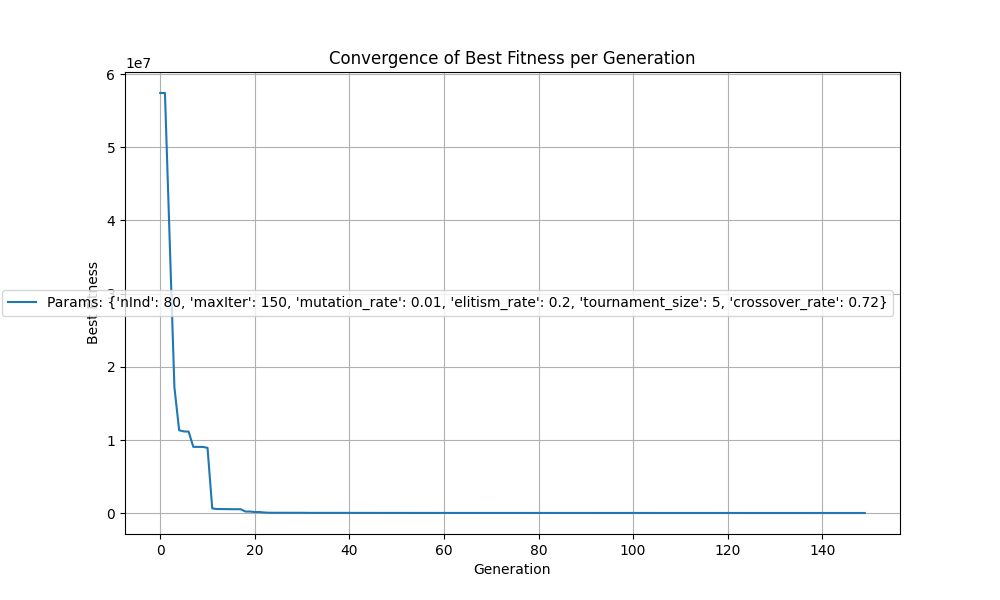 Convergence of Best Fitness per Generation
1e7
6
5
4
2
1
0
Best
ness
Params: {'nInd': 80, 'maxIter': 150, 'mutation_rate': 0.01, 'elitism_rate': 0.2, 'tournament_size': 5, 'crossover_rate': 0.72}
0 20 40 60 80 100 120 140
Generation